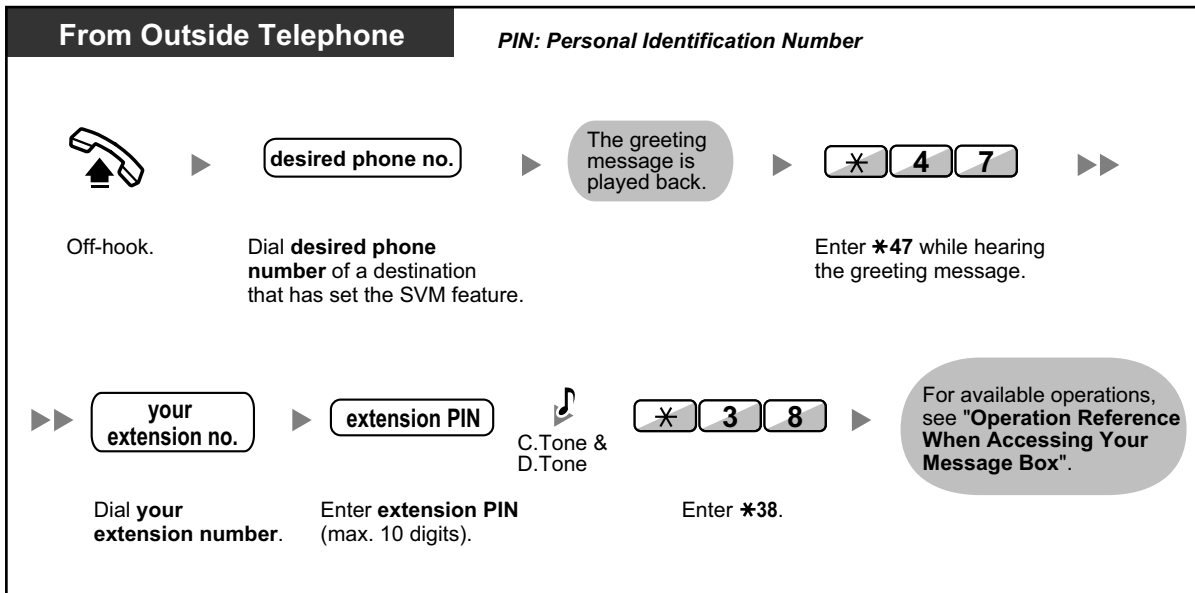 From Outside Telephone
PIN: Personal Identification Number
desired phone no.
The greeting
message is
played back.
* 4 7
Off-hook.
Dial desired phone
number of a destination
that has set the SVM feature.
Enter *47 while hearing
the greeting message.
your
extension no.
extension PIN
C.Tone &
D.Tone
* 3 8
For available operations,
see "Operation Reference
When Accessing Your
Message Box".
Dial your
extension number.
Enter extension PIN
(max. 10 digits).
Enter *38.